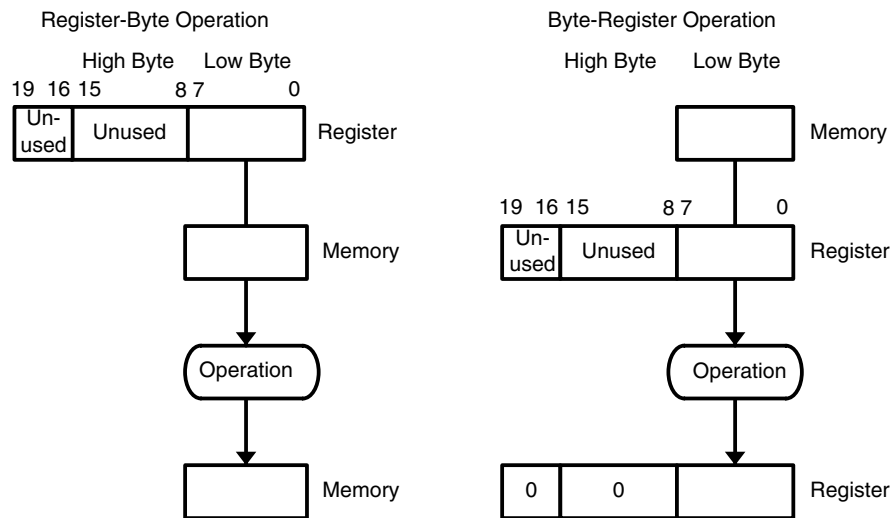 Register-Byte Operation
High Byte Low Byte
19 16 15 8 7 0
Un-
used
Unused
Register
Memory
Operation
Memory
Byte-Register Operation
High Byte Low Byte
Memory
19 16 15 8 7 0
Un-
used
Unused
Register
Operation
0 0
Register